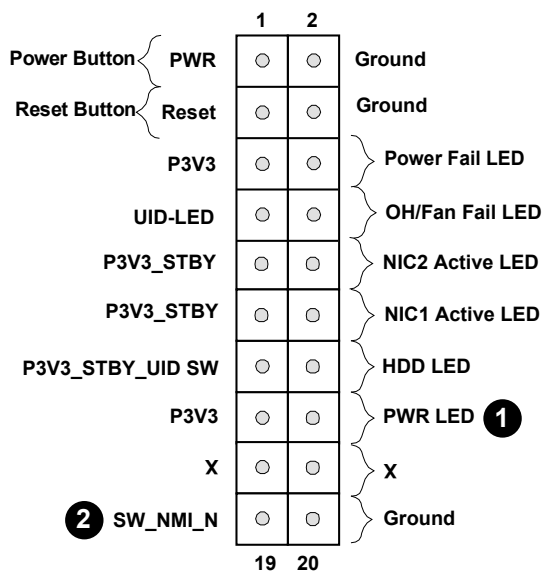 1 2
Power Button PWR Ground
Reset Button Reset Ground
P3V3 Power Fail LED
UID-LED OH/Fan Fail LED
P3V3_STBY NIC2 Active LED
P3V3_STBY NIC1 Active LED
P3V3_STBY_UID SW HDD LED
P3V3 PWR LED 1
X X
2 SW_NMI_N Ground
19 20